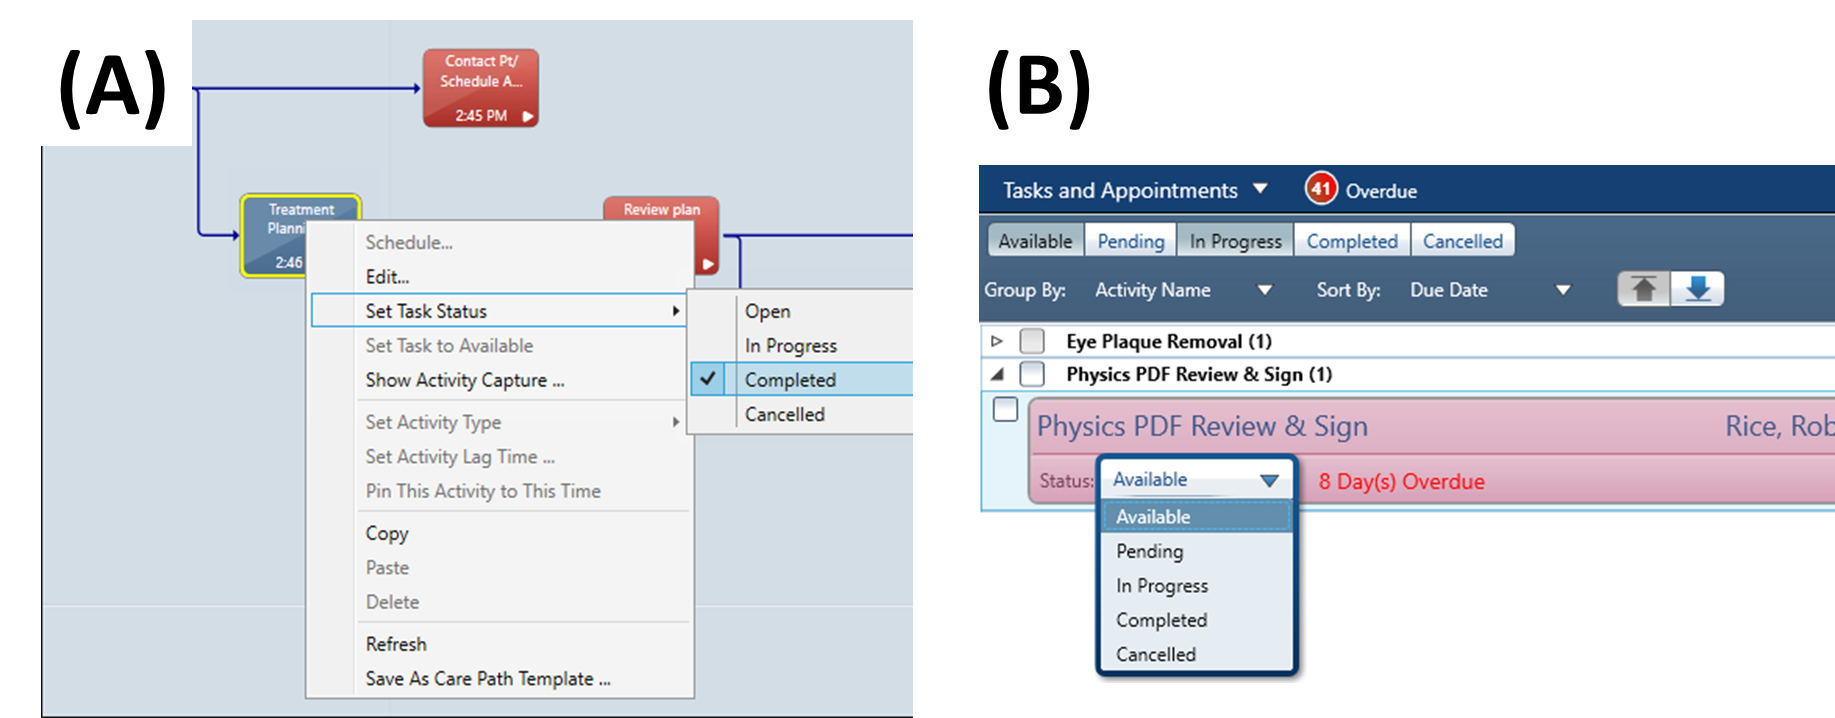 (A)
Contact Pt/
Schedule A...
2:45 PM
Treatment
Planni
2:46
Review plan
Schedule...
Edit...
Set Task Status
Set Task to Available
Show Activity Capture ...
Set Activity Type
Set Activity Lag Time ...
Pin This Activity to This Time
Copy
Paste
Delete
Refresh
Save As Care Path Template ...
Open
In Progress
Completed
Cancelled
(B)
Tasks and Appointments 41 Overdue
Available Pending In Progress Completed Cancelled
Group By: Activity Name Sort By: Due Date
Eye Plaque Removal (1)
Physics PDF Review & Sign (1)
Physics PDF Review & Sign Rice, Rob
Status: Available 8 Day(s) Overdue
Available
Pending
In Progress
Completed
Cancelled